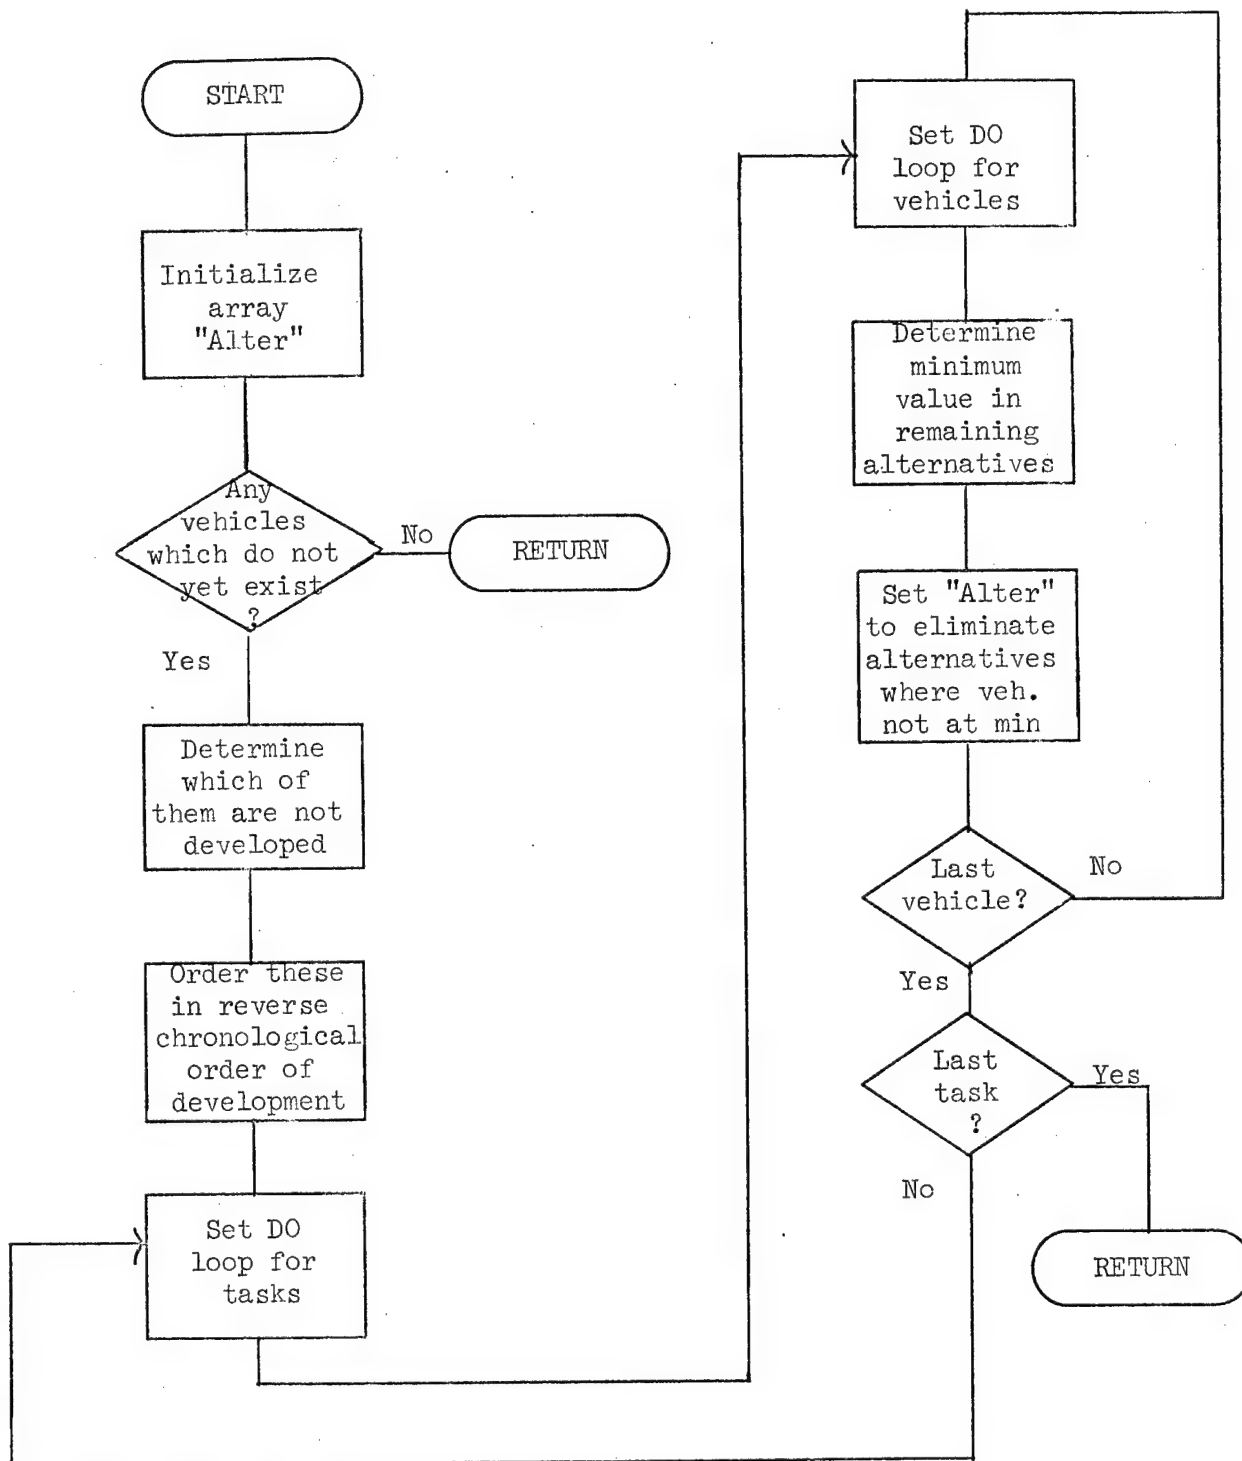 START
Initialize
array
"Alter"
Any
vehicles
which do not
yet exist
?
No
RETURN
Yes
Determine
which of
them are not
developed
Order these
in reverse
chronological
order of
development
Set DO
loop for
tasks
Set DO
loop for
vehicles
Determine
minimum
value in
remaining
alternatives
Set "Alter"
to eliminate
alternatives
where veh.
not at min
Last
vehicle?
No
Yes
Last
task
?
Yes
No
RETURN